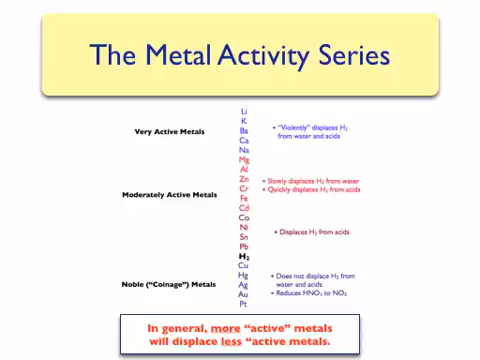 The Metal Activity Series
Li
K
Very Active Metals
Ba
• "Violently" displaces H₂
from water and acids
Ca
Na
Mg
Al
Zn
• Slowly displaces H₂ from water
Cr
• Quickly displaces H₂ from acids
Moderately Active Metals
Fe
Cd
Co
Ni
• Displaces H₂ from acids
Sn
Pb
H₂
Cu
Hg
• Does not displace H₂ from
water and acids
Noble ("Coinage") Metals
Ag
Au
• Reduces HNO₃ to NO₂
Pt
In general, more "active" metals
will displace less "active metals.